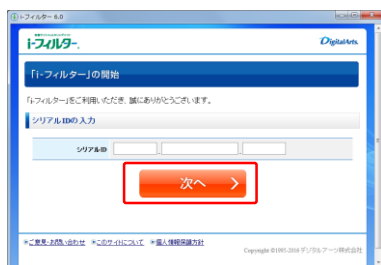 i-フィルター 6.0
i-フィルター.
DigitalArts.
「i-フィルター」の開始
「i-フィルター」をご利用いただき、誠にありがとうございます。
シリアルIDの入力
シリアルID
次へ
ご意見・お問い合わせ このサイトについて 個人情報保護方針
Copyright ©1995-2016 デジタルアーツ株式会社